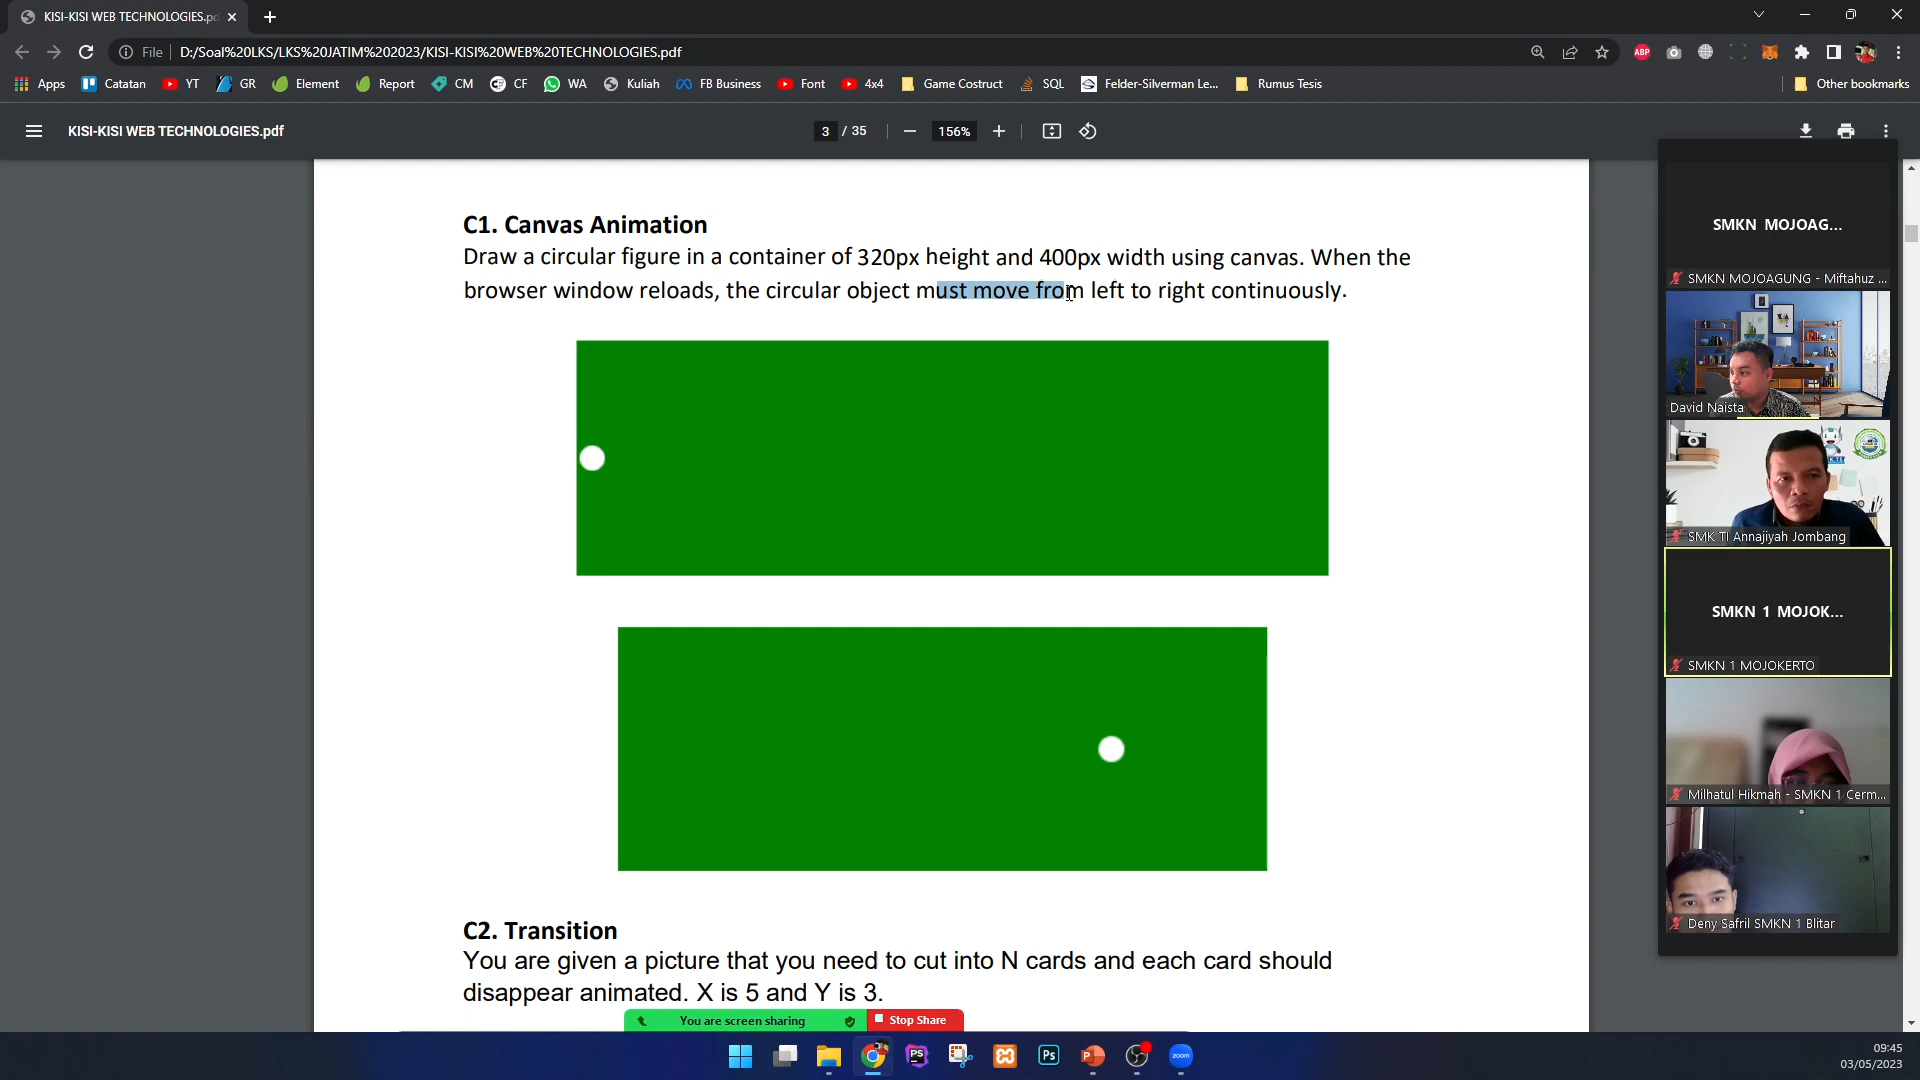 KISI-KISI WEB TECHNOLOGIES.pd
File
D:/Soal%20LKS/LKS%20JATIM%202023/KISI-KISI%20WEB%20TECHNOLOGIES.pdf
ABP
Apps
Catatan
YT
GR
Element
Report
CM
CF
WA
Kuliah
FB Business
Font
4x4
Game Costruct
SQL
Felder-Silverman Le...
Rumus Tesis
Other bookmarks
KISI-KISI WEB TECHNOLOGIES.pdf
3 / 35
156%
C1. Canvas Animation
Draw a circular figure in a container of 320px height and 400px width using canvas. When the
browser window reloads, the circular object must move from left to right continuously.
C2. Transition
You are given a picture that you need to cut into N cards and each card should
disappear animated. X is 5 and Y is 3.
SMKN MOJOAG...
SMKN MOJOAGUNG - Miftahuz ...
David Naista
SMK TI Annajiyah Jombang
SMKN 1 MOJOK...
SMKN 1 MOJOKERTO
Milhatul Hikmah - SMKN 1 Cerm...
Deny Safril SMKN 1 Blitar
You are screen sharing
Stop Share
PS
Ps
P
zoom
09:45
03/05/2023